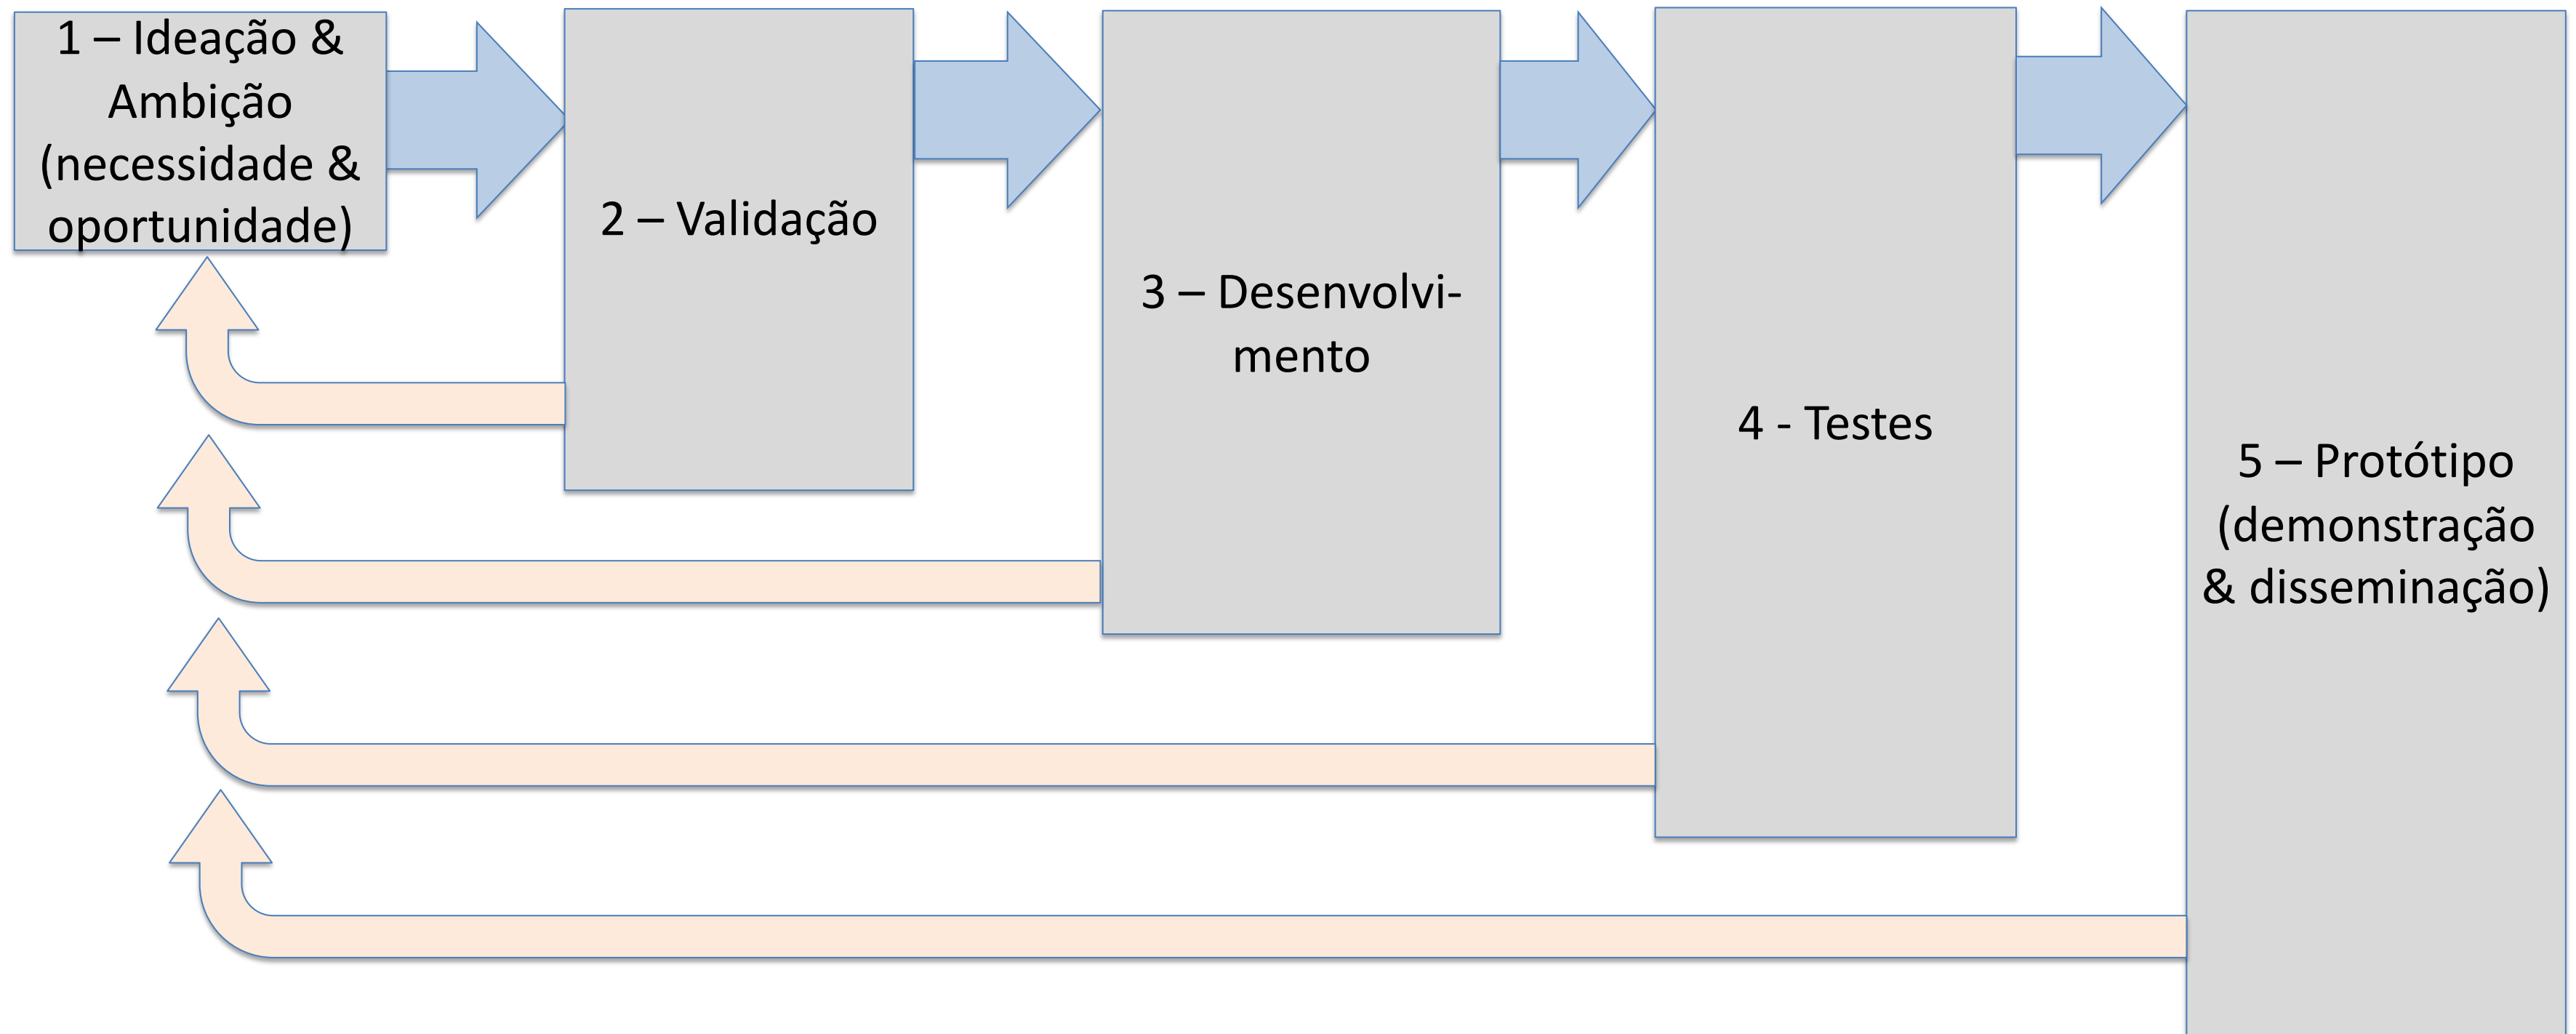 1 – Ideação &
Ambição
(necessidade &
oportunidade)
2 – Validação
3 – Desenvolvi-
mento
4 - Testes
5 – Protótipo
(demonstração
& disseminação)